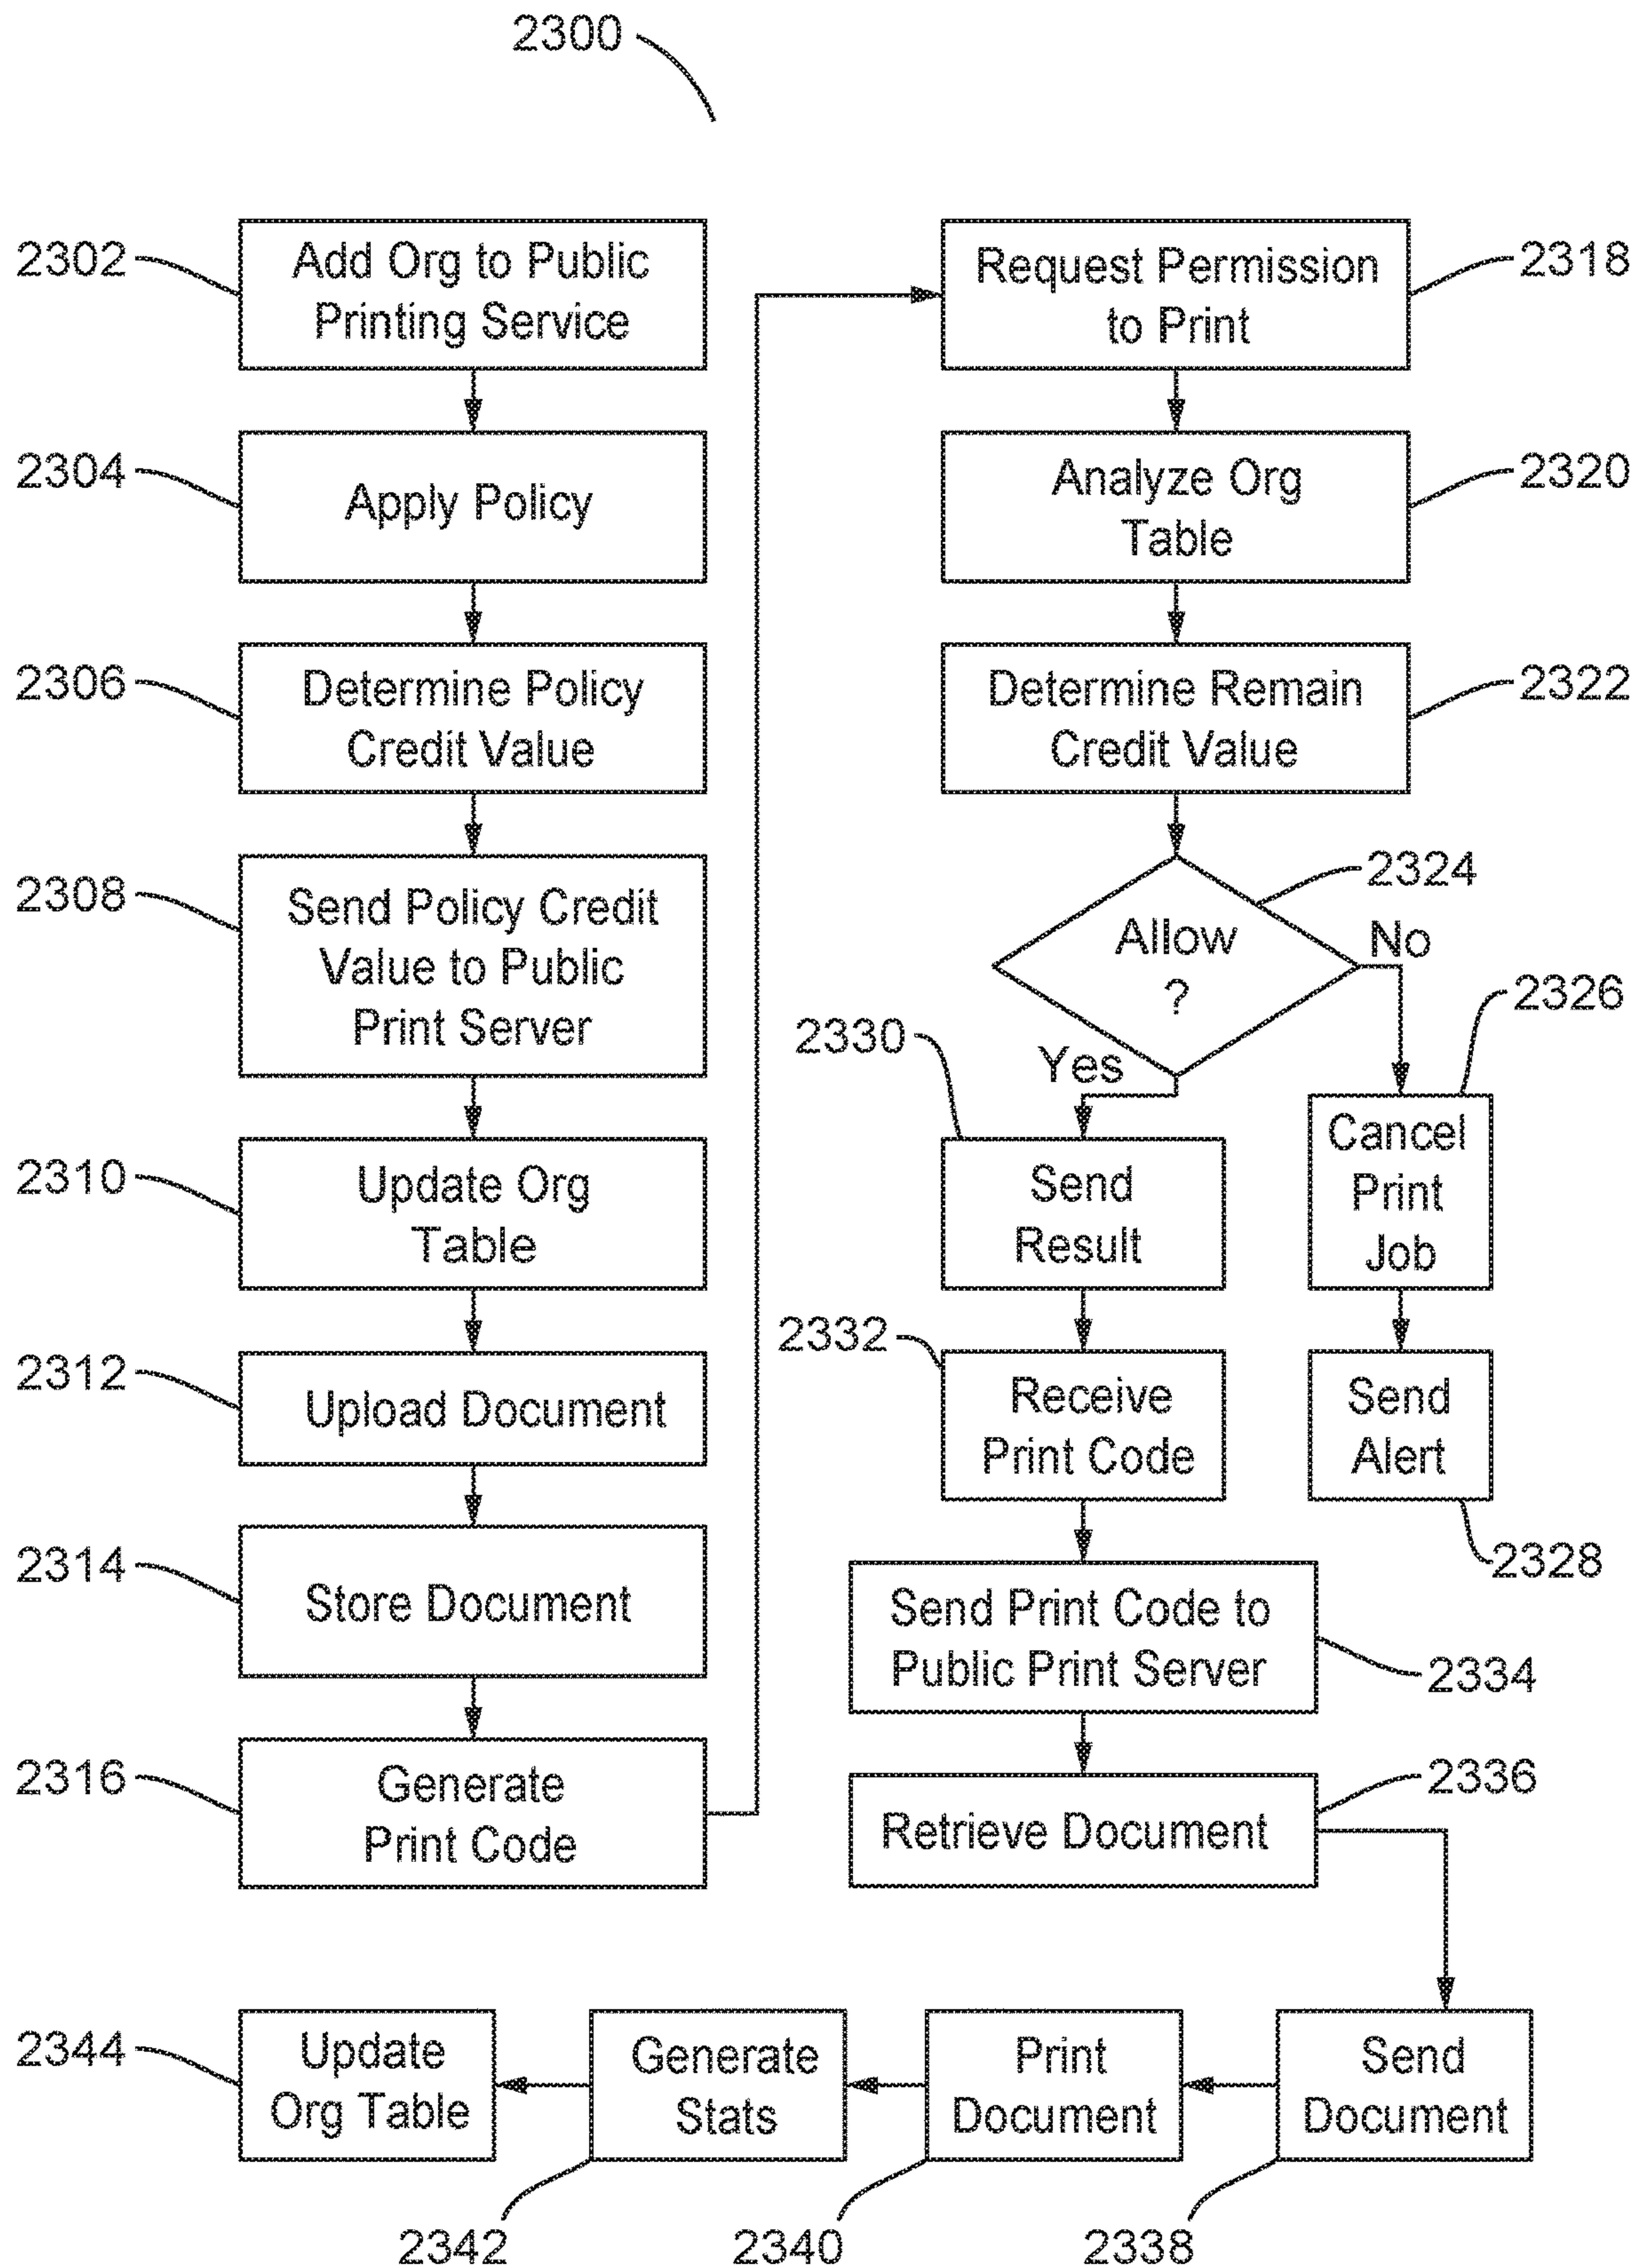 2300
2302
Add Org to Public
Printing Service
2304
Apply Policy
2306
Determine Policy
Credit Value
2308
Send Policy Credit
Value to Public
Print Server
2310
Update Org
Table
2312
Upload Document
2314
Store Document
2316
Generate
Print Code
Request Permission
to Print
2318
Analyze Org
Table
2320
Determine Remain
Credit Value
2322
2324
Allow
?
No
Yes
2326
Cancel
Print
Job
Send
Alert
2328
2330
Send
Result
2332
Receive
Print Code
Send Print Code to
Public Print Server
2334
2336
Retrieve Document
Send
Document
2338
Print
Document
2340
Generate
Stats
2342
2344
Update
Org Table